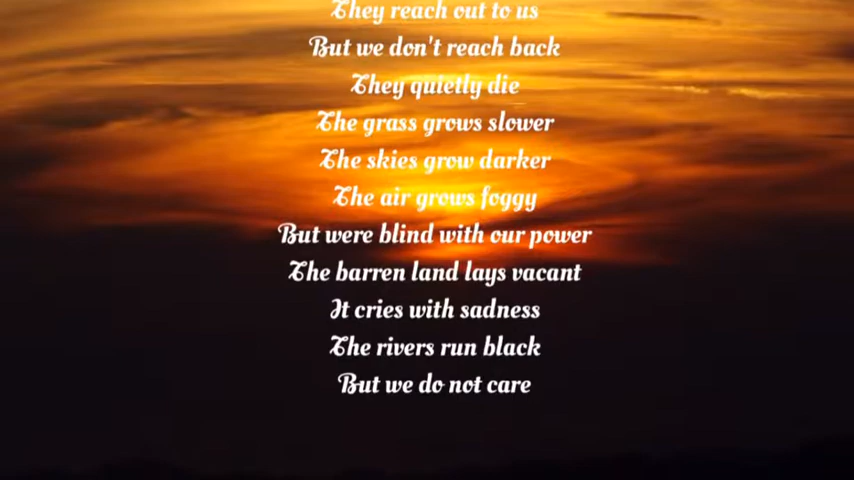 They reach out to us
But we don't reach back
They quietly die
The grass grows slower
The skies grow darker
The air grows foggy
But were blind with our power
The barren land lays vacant
It cries with sadness
The rivers run black
But we do not care